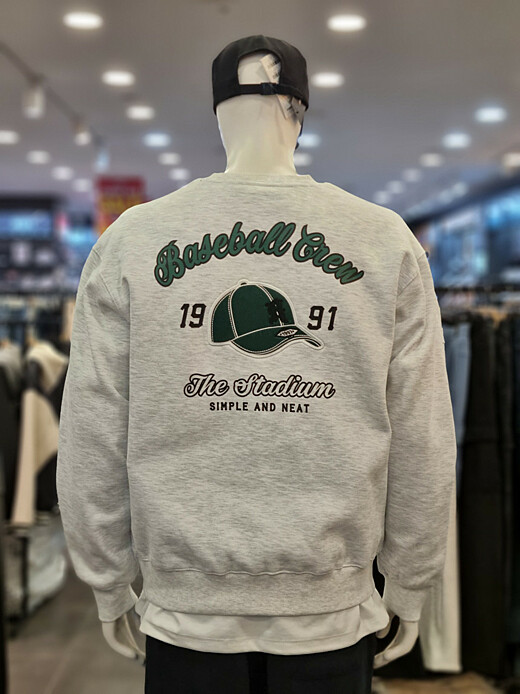 Baseball Crew
19 91
The Stadium
SIMPLE AND NEAT